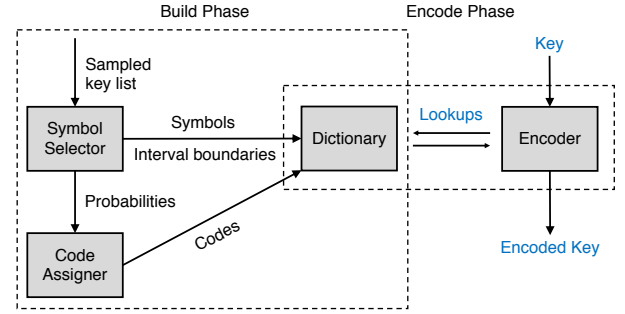 Build Phase
Encode Phase
Sampled
key list
Key
Symbol
Selector
Symbols
Interval boundaries
Dictionary
Lookups
Encoder
Probabilities
Codes
Code
Assigner
Encoded Key